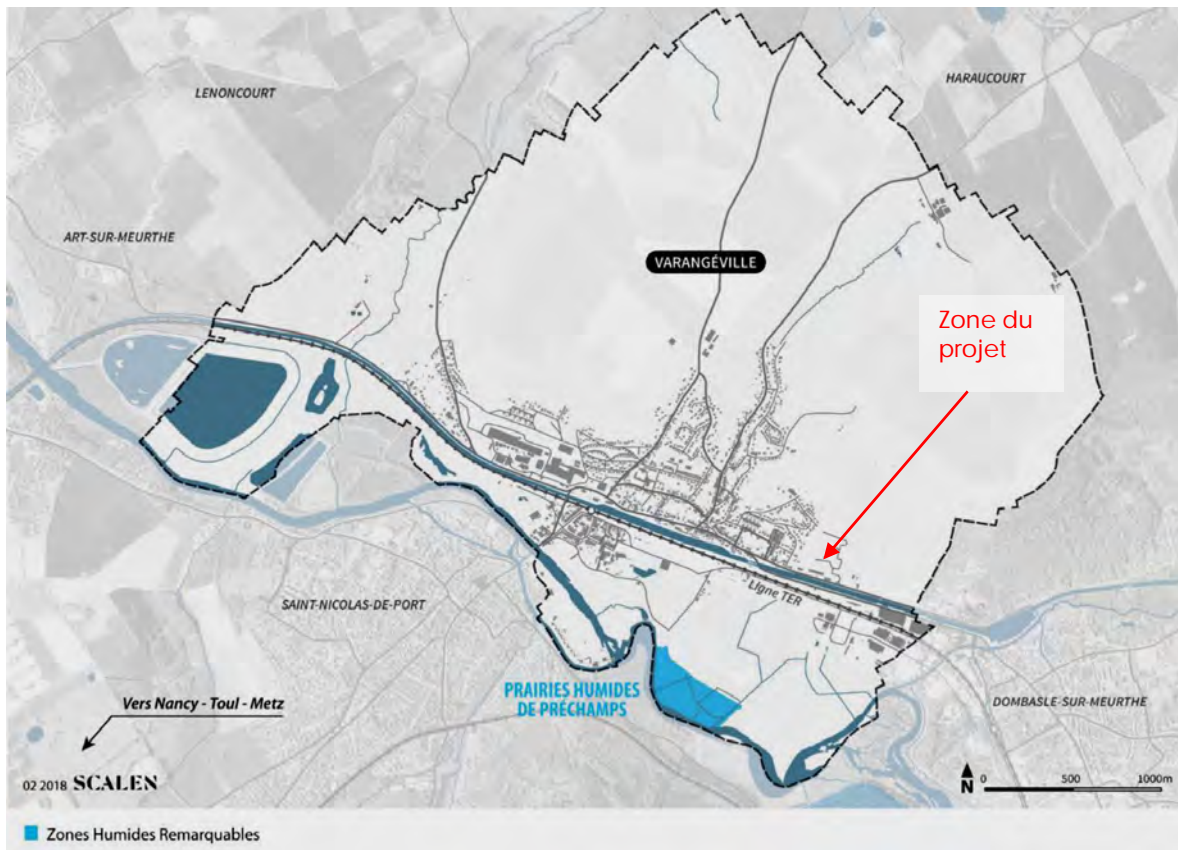 LENONCOURT
HARAUCOURT
ART-SUR-MEURTHE
VARANGÉVILLE
Zone du
projet
Ligne TER
SAINT-NICOLAS-DE-PORT
PRAIRIES HUMIDES
DE PRÉCHAMPS
DOMBASLE-SUR-MEURTHE
Vers Nancy - Toul - Metz
02 2018 SCALEN
N 0 500 1000m
Zones Humides Remarquables